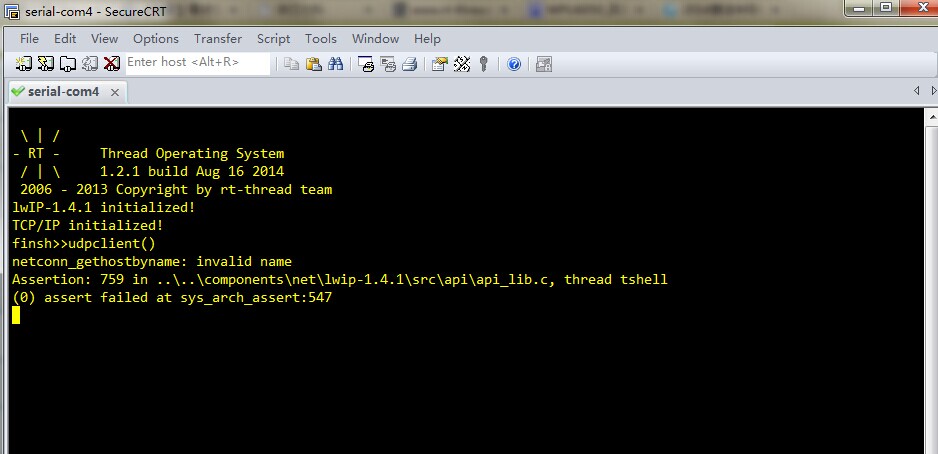 serial-com4 - SecureCRT
File Edit View Options Transfer Script Tools Window Help
Enter host <Alt+R>
serial-com4
\ | /
- RT -     Thread Operating System
/ | \     1.2.1 build Aug 16 2014
2006 - 2013 Copyright by rt-thread team
lwIP-1.4.1 initialized!
TCP/IP initialized!
finsh>>udpclient()
netconn_gethostbyname: invalid name
Assertion: 759 in ..\..\components\net\lwip-1.4.1\src\api\api_lib.c, thread tshell
(0) assert failed at sys_arch_assert:547